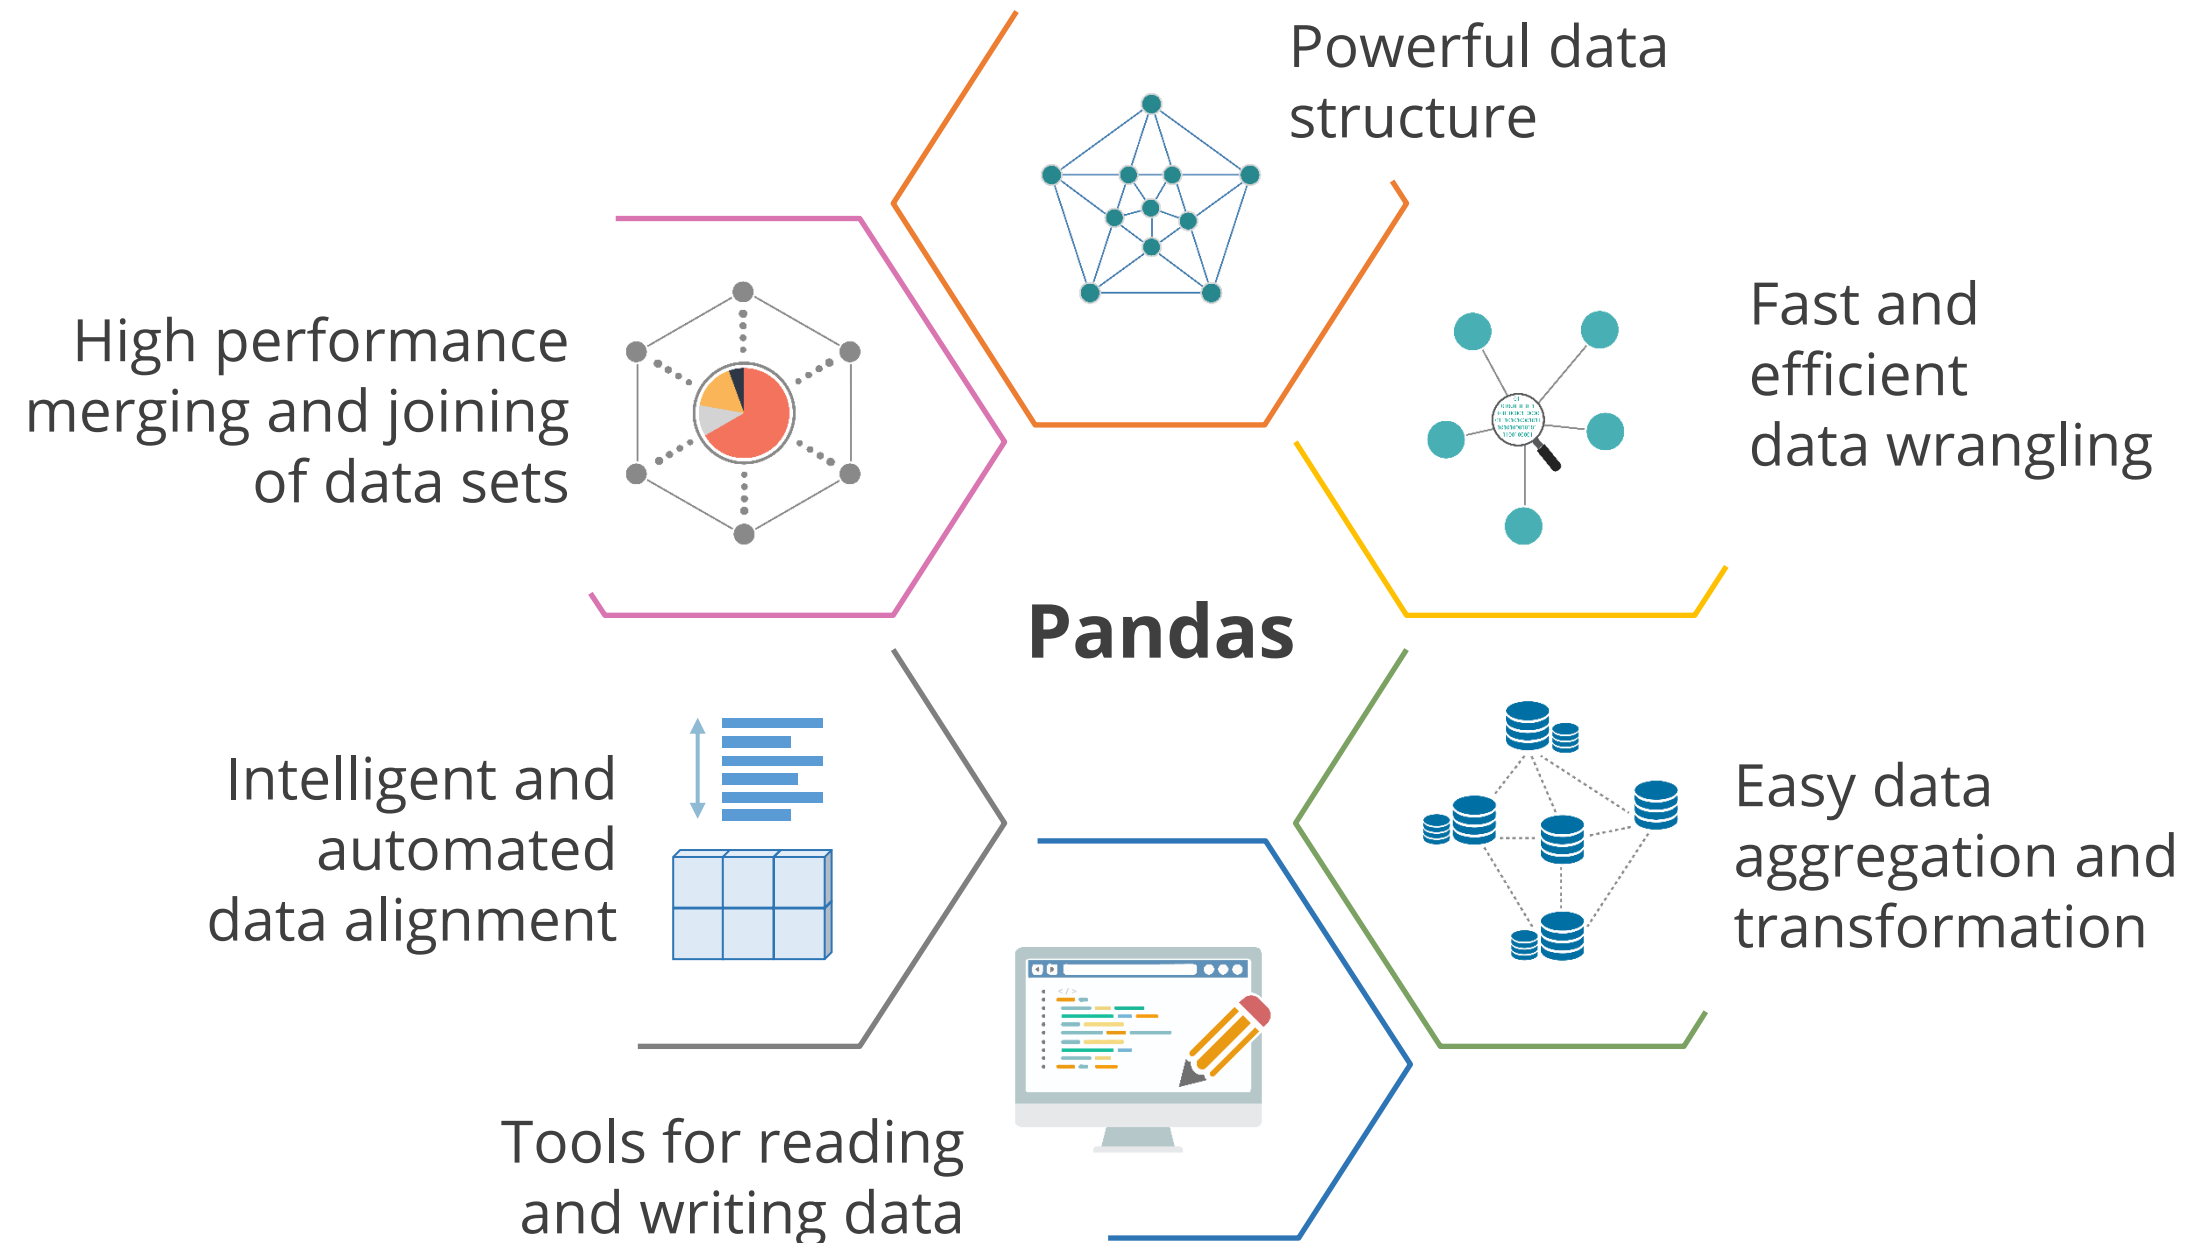 Powerful data
structure
Fast and
efficient
data wrangling
High performance
merging and joining
of data sets
Pandas
Easy data
aggregation and
transformation
Intelligent and
automated
data alignment
Tools for reading
and writing data